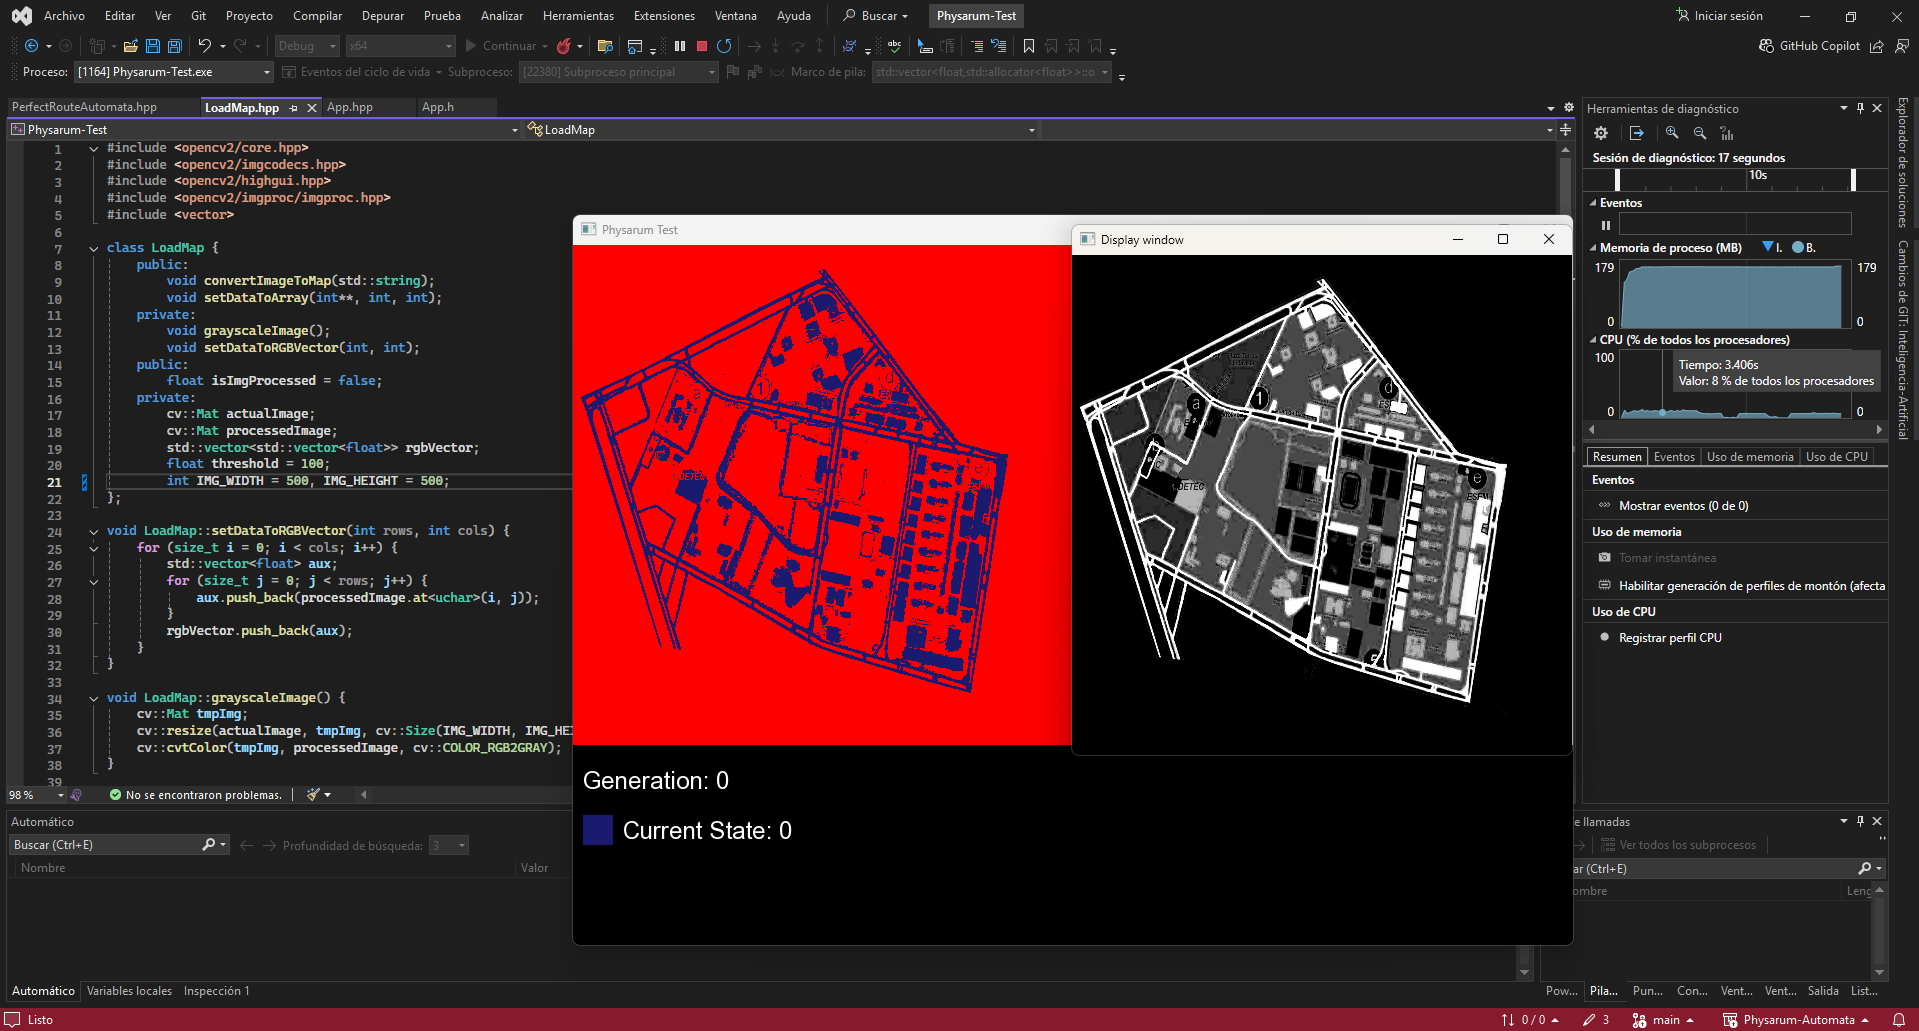 Archivo Editar Ver Git Proyecto Compilar Depurar Prueba Analizar Herramientas Extensiones Ventana Ayuda Buscar Physarum-Test Iniciar sesión
Debug x64 Continuar GitHub Copilot
Proceso: [1164] Physarum-Test.exe Eventos del ciclo de vida Subproceso: [22380] Subproceso principal Marco de pila: std::vector<float,std::allocator<float>>::o
PerfectRouteAutomata.hpp LoadMap.hpp App.hpp App.h
Physarum-Test LoadMap
1 #include <opencv2/core.hpp>
2 #include <opencv2/imgcodecs.hpp>
3 #include <opencv2/highgui.hpp>
4 #include <opencv2/imgproc/imgproc.hpp>
5 #include <vector>
6
7 class LoadMap {
8 public:
9 void convertImageToMap(std::string);
10 void setDataToArray(int**, int, int);
11 private:
12 void grayscaleImage();
13 void setDataToRGBVector(int, int);
14 public:
15 float isImgProcessed = false;
16 private:
17 cv::Mat actualImage;
18 cv::Mat processedImage;
19 std::vector<std::vector<float>> rgbVector;
20 float threshold = 100;
21 int IMG_WIDTH = 500, IMG_HEIGHT = 500;
22 };
23
24 void LoadMap::setDataToRGBVector(int rows, int cols) {
25 for (size_t i = 0; i < cols; i++) {
26 std::vector<float> aux;
27 for (size_t j = 0; j < rows; j++) {
28 aux.push_back(processedImage.at<uchar>(i, j));
29 }
30 rgbVector.push_back(aux);
31 }
32 }
33
34 void LoadMap::grayscaleImage() {
35 cv::Mat tmpImg;
36 cv::resize(actualImage, tmpImg, cv::Size(IMG_WIDTH, IMG_HE
37 cv::cvtColor(tmpImg, processedImage, cv::COLOR_RGB2GRAY);
38 }
39
98 % No se encontraron problemas.
Physarum Test
1
Generation: 0
Current State: 0
Display window
a
1
d
e
Herramientas de diagnóstico
Sesión de diagnóstico: 17 segundos
10s
Eventos
Memoria de proceso (MB) I. B.
179 179
0 0
CPU (% de todos los procesadores)
100
Tiempo: 3.406s
Valor: 8 % de todos los procesadores
0 0
Resumen Eventos Uso de memoria Uso de CPU
Eventos
Mostrar eventos (0 de 0)
Uso de memoria
Tomar instantánea
Habilitar generación de perfiles de montón (afecta
Uso de CPU
Registrar perfil CPU
Explorador de soluciones
Cambios de GIT: Inteligencia-Artificial
Automático
Buscar (Ctrl+E) Profundidad de búsqueda: 3
Nombre Valor
Automático Variables locales Inspección 1
e llamadas
Ver todos los subprocesos
ar (Ctrl+E)
ombre Leng
Pow... Pila... Pun... Con... Vent... Vent... Salida List...
Listo 0 / 0 3 main Physarum-Automata